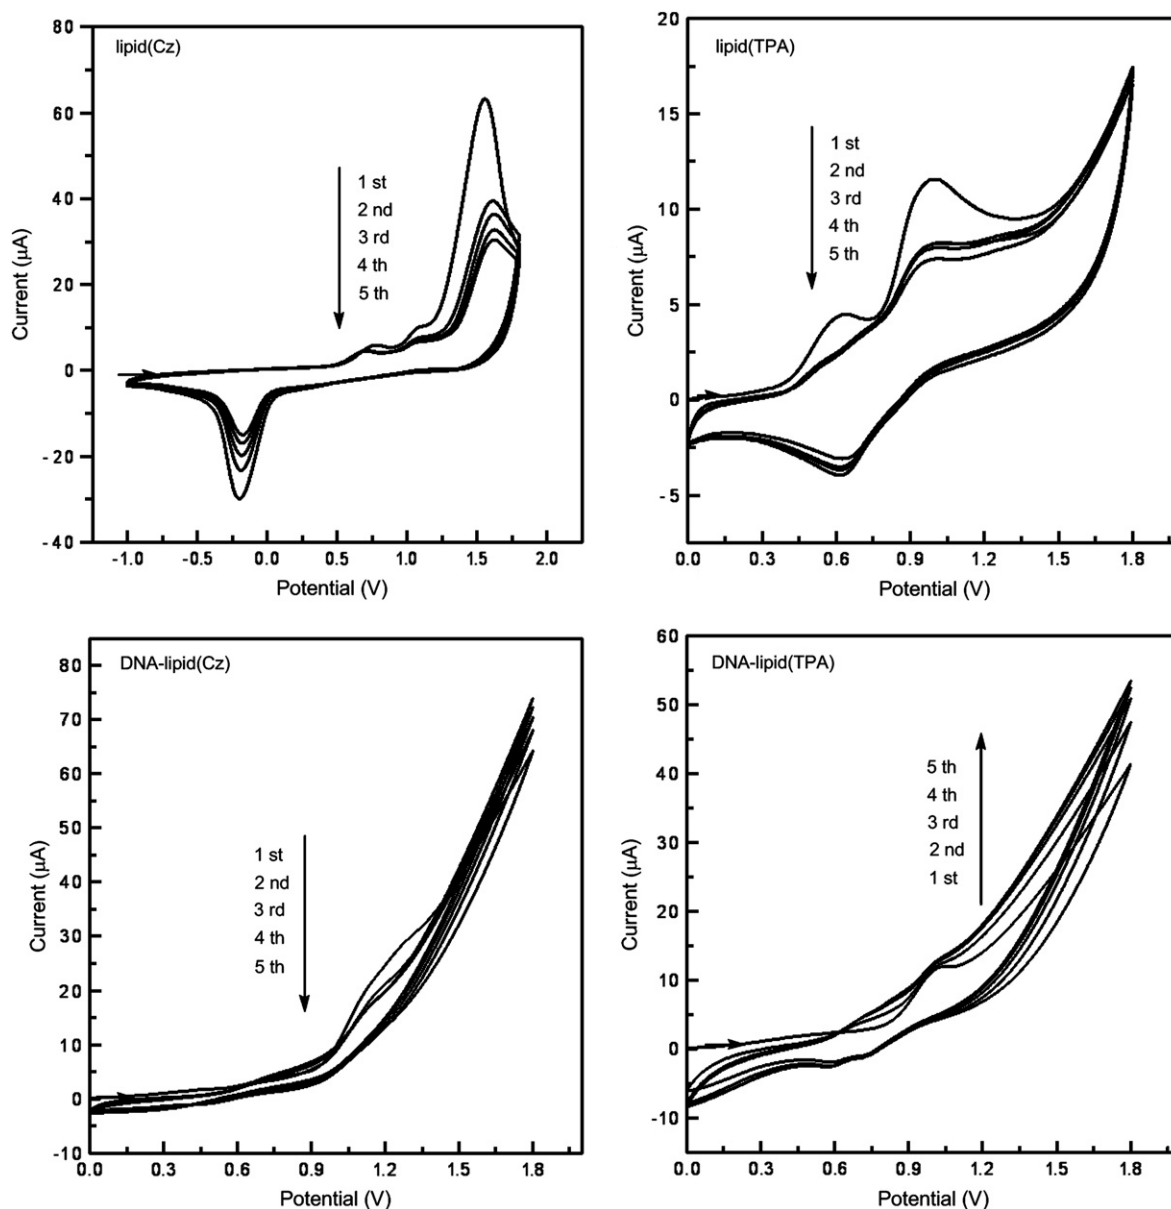 lipid(Cz)
80
60
40
20
0
-20
-40
Current (μA)
1 st
2 nd
3 rd
4 th
5 th
-1.0 -0.5 0.0 0.5 1.0 1.5 2.0
Potential (V)
lipid(TPA)
20
15
10
5
0
-5
Current (μA)
1 st
2 nd
3 rd
4 th
5 th
0.0 0.3 0.6 0.9 1.2 1.5 1.8
Potential (V)
DNA-lipid(Cz)
80
70
60
50
40
30
20
10
0
-10
Current (μA)
1 st
2 nd
3 rd
4 th
5 th
0.0 0.3 0.6 0.9 1.2 1.5 1.8
Potential (V)
DNA-lipid(TPA)
60
50
40
30
20
10
0
-10
Current (μA)
5 th
4 th
3 rd
2 nd
1 st
0.0 0.3 0.6 0.9 1.2 1.5 1.8
Potential (V)